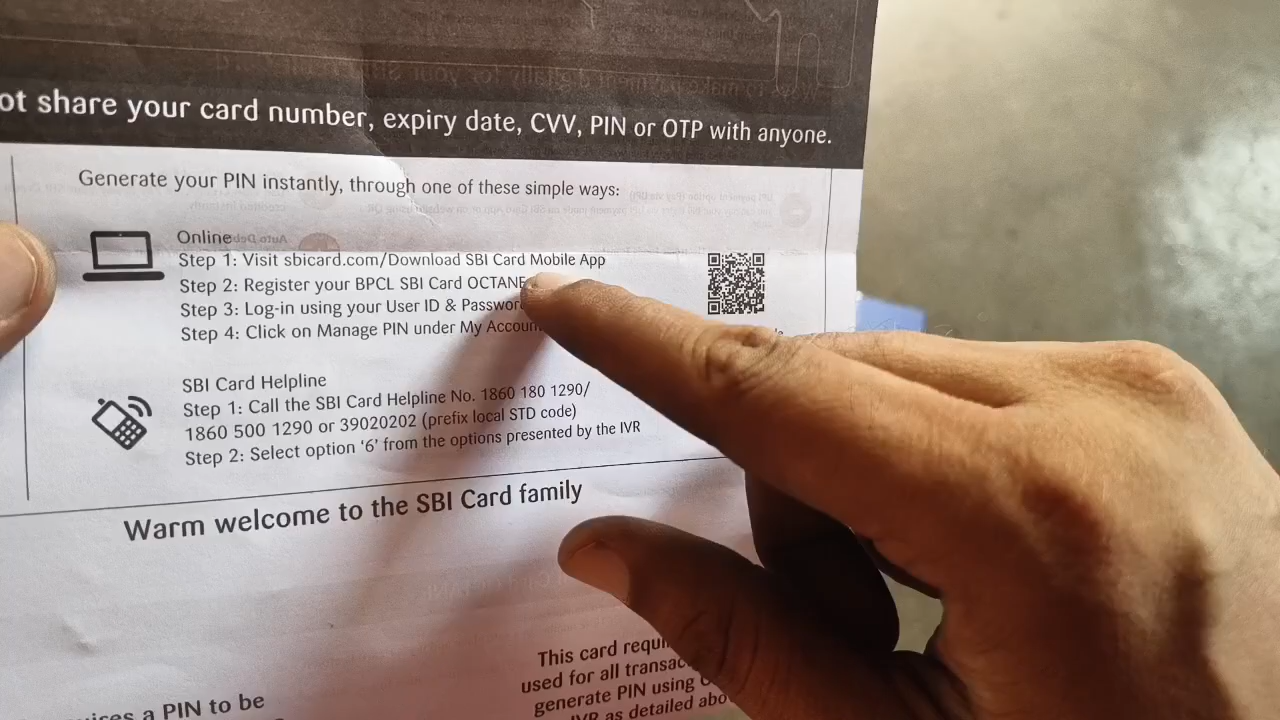 ot share your card number, expiry date, CVV, PIN or OTP with anyone.
Generate your PIN instantly, through one of these simple ways:
Online
Step 1: Visit sbicard.com/Download SBI Card Mobile App
Step 2: Register your BPCL SBI Card OCTANE
Step 3: Log-in using your User ID & Passwor
Step 4: Click on Manage PIN under My Accoun
SBI Card Helpline
Step 1: Call the SBI Card Helpline No. 1860 180 1290/
1860 500 1290 or 39020202 (prefix local STD code)
Step 2: Select option ‘6’ from the options presented by the IVR
Warm welcome to the SBI Card family
uires a PIN to be
This card requi
used for all transac
generate PIN using
IVR as detailed abo